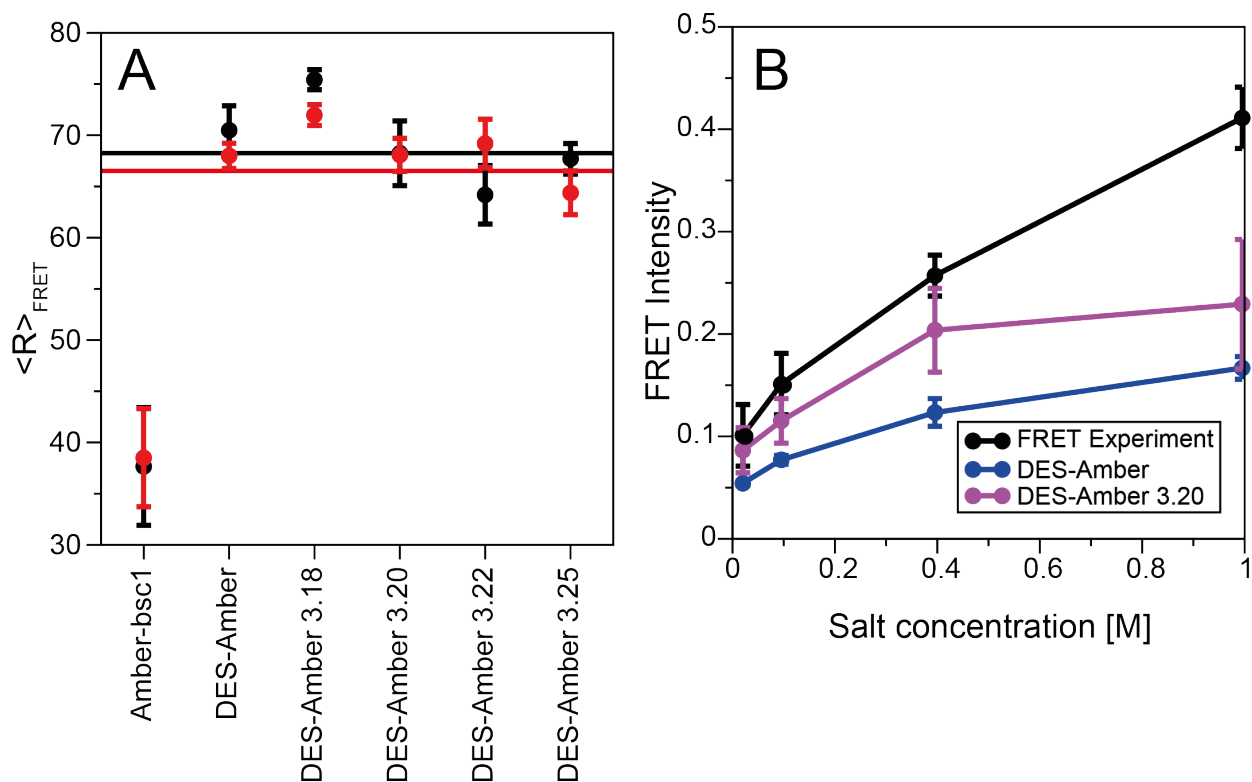 A
80
70
60
50
40
30
<R>FRET
Amber-bsc1
DES-Amber
DES-Amber 3.18
DES-Amber 3.20
DES-Amber 3.22
DES-Amber 3.25
B
0.5
0.4
0.3
0.2
0.1
0
FRET Intensity
FRET Experiment
DES-Amber
DES-Amber 3.20
0 0.2 0.4 0.6 0.8 1
Salt concentration [M]